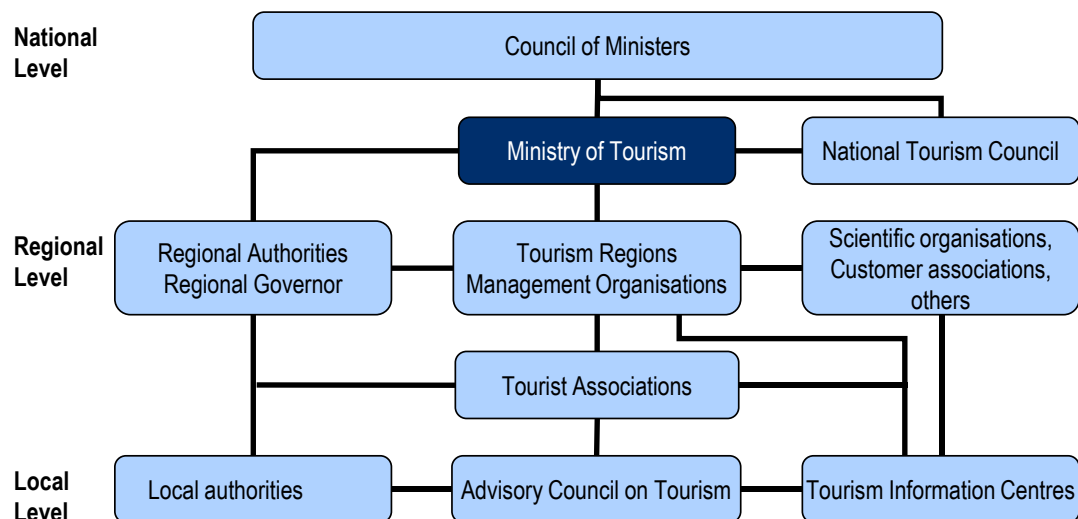 National
Level
Council of Ministers
Ministry of Tourism
National Tourism Council
Regional
Level
Regional Authorities
Regional Governor
Tourism Regions
Management Organisations
Scientific organisations,
Customer associations,
others
Tourist Associations
Local
Level
Local authorities
Advisory Council on Tourism
Tourism Information Centres